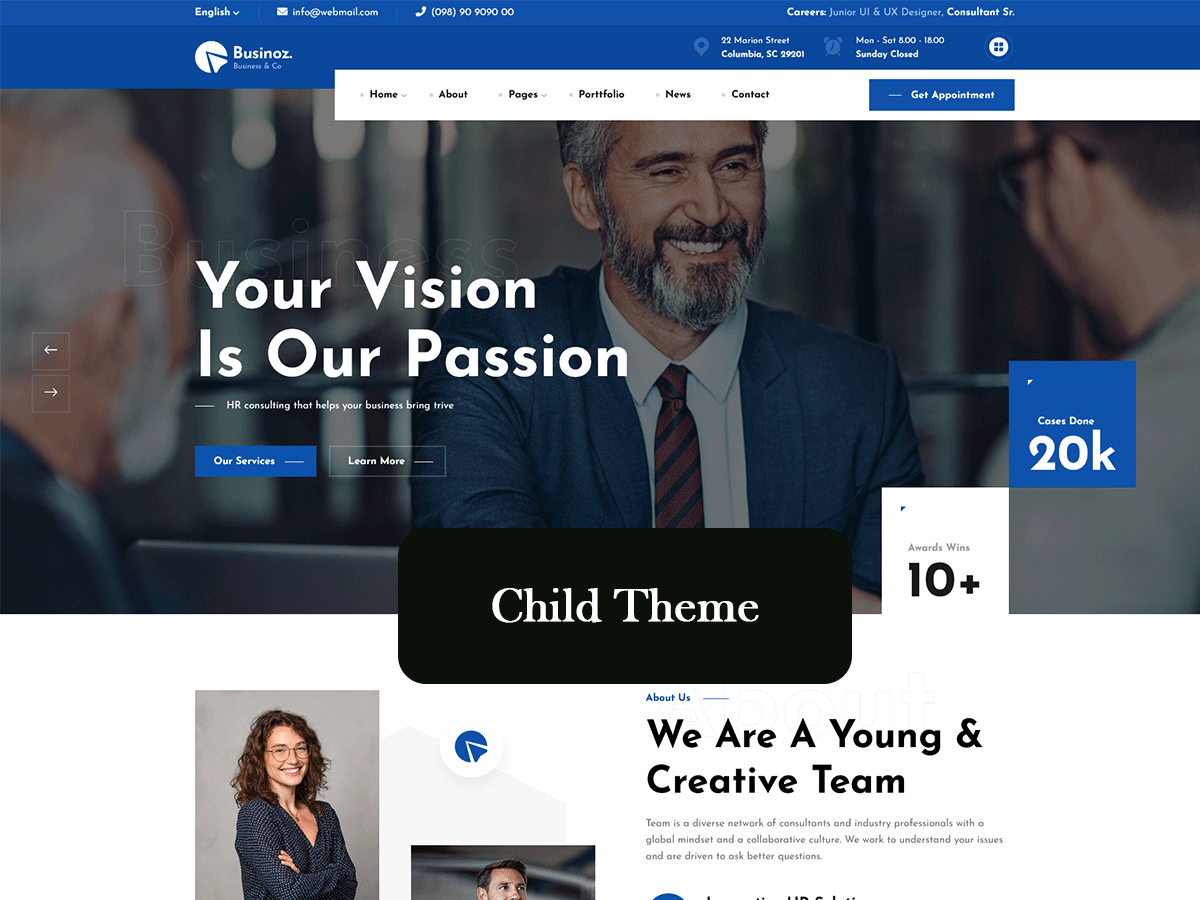 English
info@webmail.com
(098) 90 9090 00
Careers: Junior UI & UX Designer, Consultant Sr.
Businoz.
Business & Co
22 Marion Street
Columbia, SC 29201
Mon - Sat 8.00 - 18.00
Sunday Closed
Home
About
Pages
Porttfolio
News
Contact
Get Appointment
Business
Your Vision
Is Our Passion
HR consulting that helps your business bring trive
Our Services
Learn More
Cases Done
20k
Awards Wins
10+
Child Theme
About Us
About
We Are A Young &
Creative Team
Team is a diverse network of consultants and industry professionals with a
global mindset and a collaborative culture. We work to understand your issues
and are driven to ask better questions.